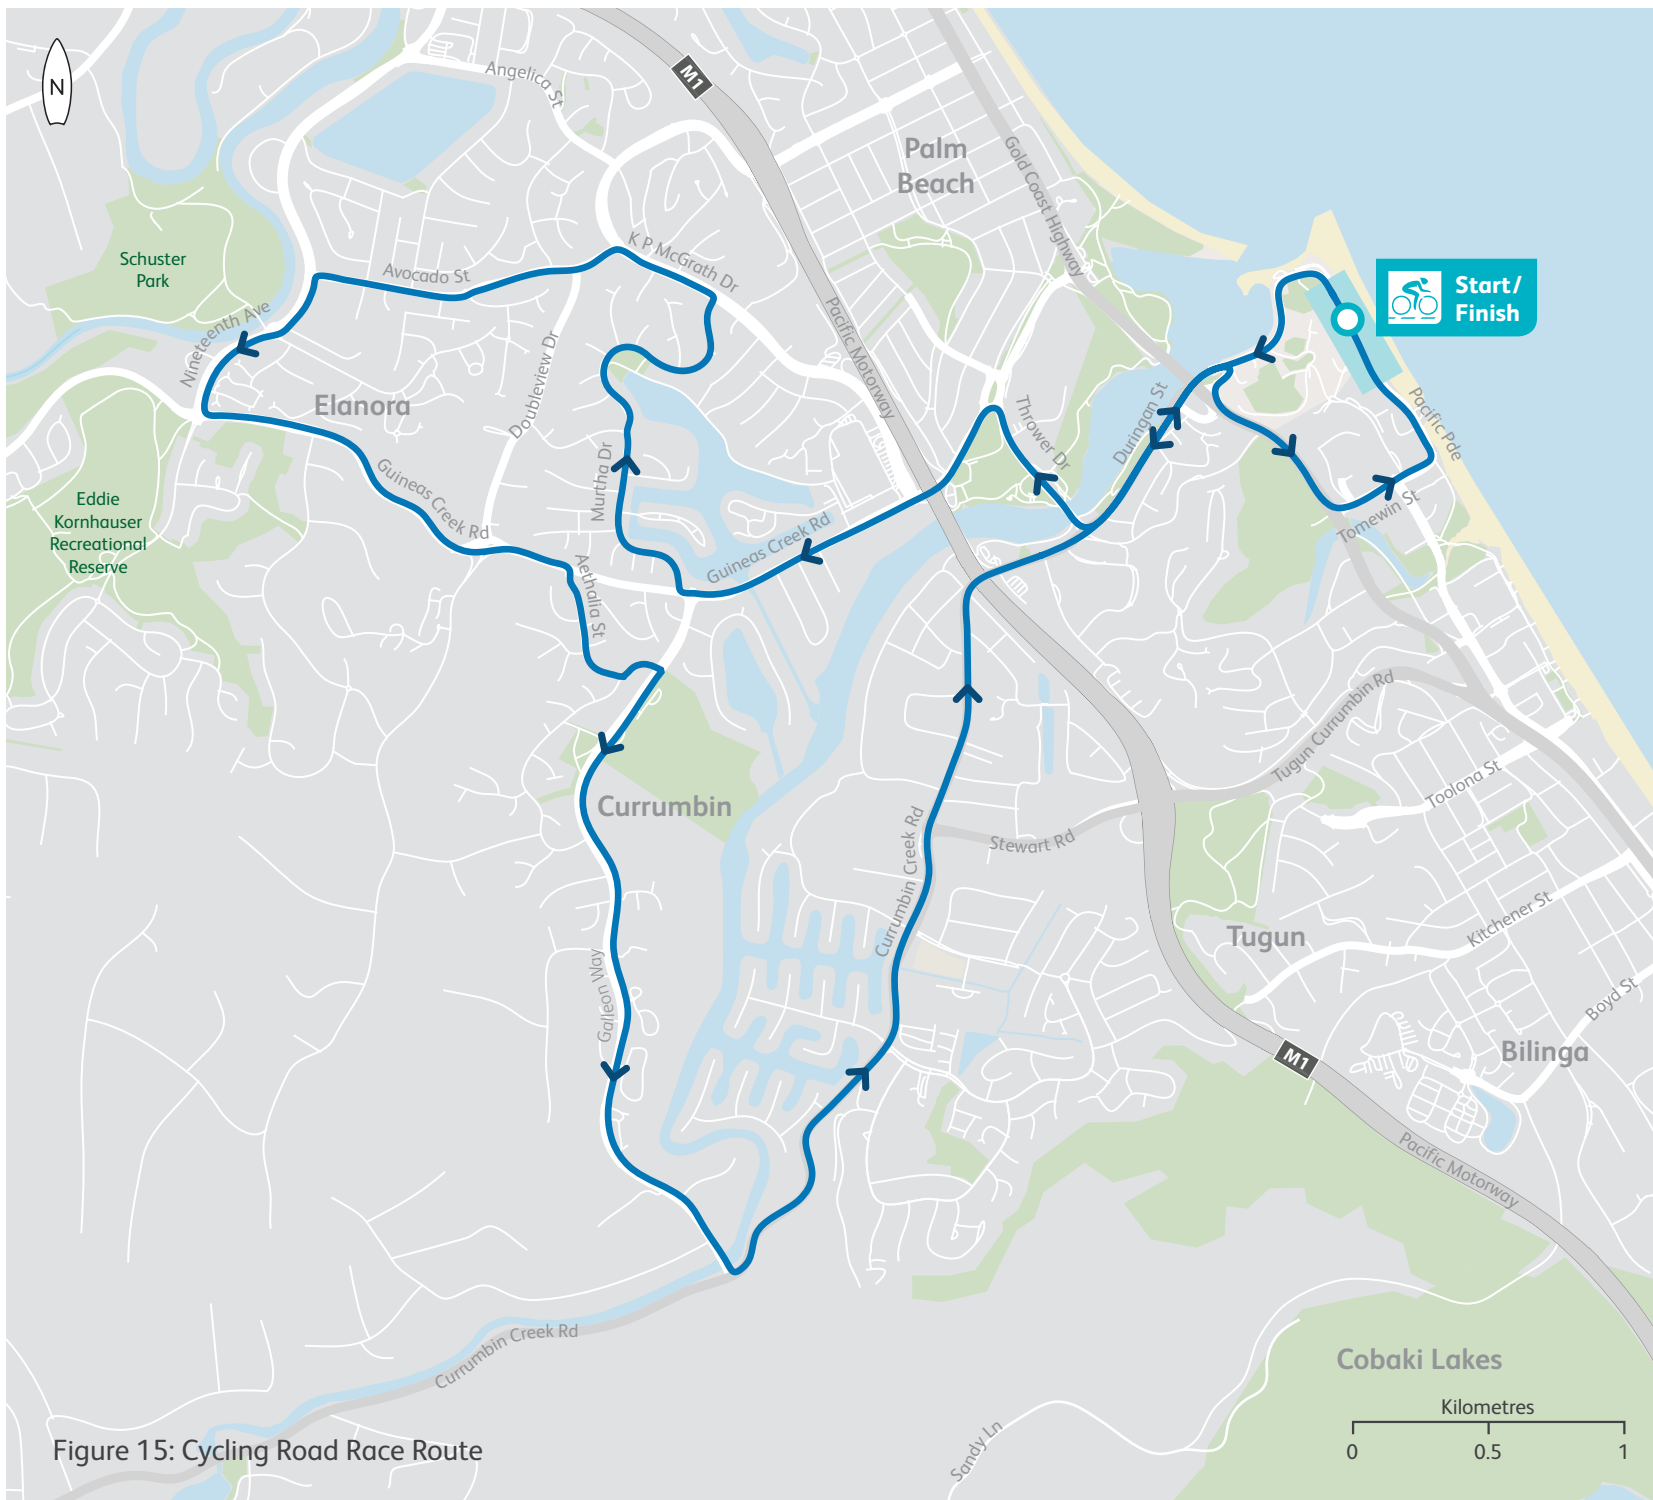 N
Angelica St
M1
Palm
Beach
Gold Coast Highway
Schuster
Park
Avocado St
K P McGrath Dr
Start/
Finish
Nineteenth Ave
Pacific Motorway
Elanora
Doubleview Dr
Thrower Dr
Duringan St
Pacific Pde
Guineas Creek Rd
Murtha Dr
Eddie
Kornhauser
Recreational
Reserve
Guineas Creek Rd
Tomewin St
Aethalia St
Currumbin
Tugun Currumbin Rd
Toolona St
Stewart Rd
Currumbin Creek Rd
Tugun
Kitchener St
Galleon Way
Boyd St
Bilinga
M1
Pacific Motorway
Currumbin Creek Rd
Cobaki Lakes
Sandy Ln
Kilometres
0 0.5 1
Figure 15: Cycling Road Race Route